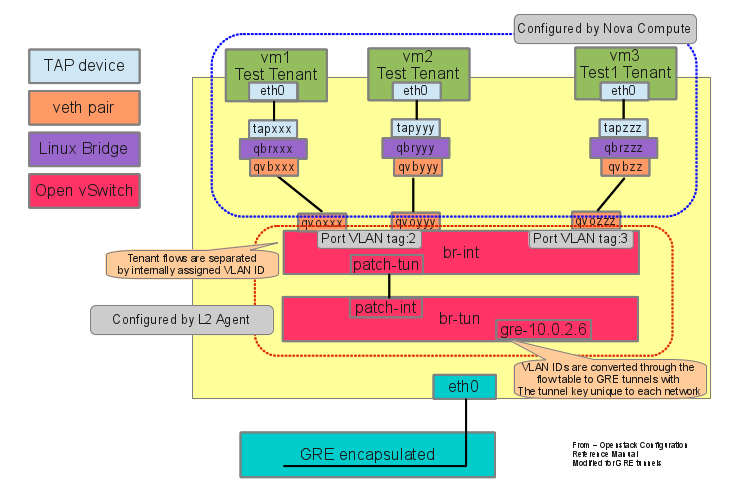 Configured by Nova Compute
TAP device
veth pair
Linux Bridge
Open vSwitch
vm1
Test Tenant
eth0
vm2
Test Tenant
eth0
vm3
Test1 Tenant
eth0
tapxxx
qbrxxx
qvbxxx
tapyyy
qbryyy
qvbyyy
tapzzz
qbrzzz
qvbzz
qvoxxx
qvoyyy
qvozzz
Port VLAN tag:2
Port VLAN tag:3
br-int
patch-tun
Tenant flows are separated
by internally assigned VLAN ID
Configured by L2 Agent
patch-int
br-tun
gre-10.0.2.6
VLAN IDs are converted through the
flowtable to GRE tunnels with
The tunnel key unique to each network
eth0
GRE encapsulated
From – Openstack Configuration
Reference Manual
Modified for GRE tunnels